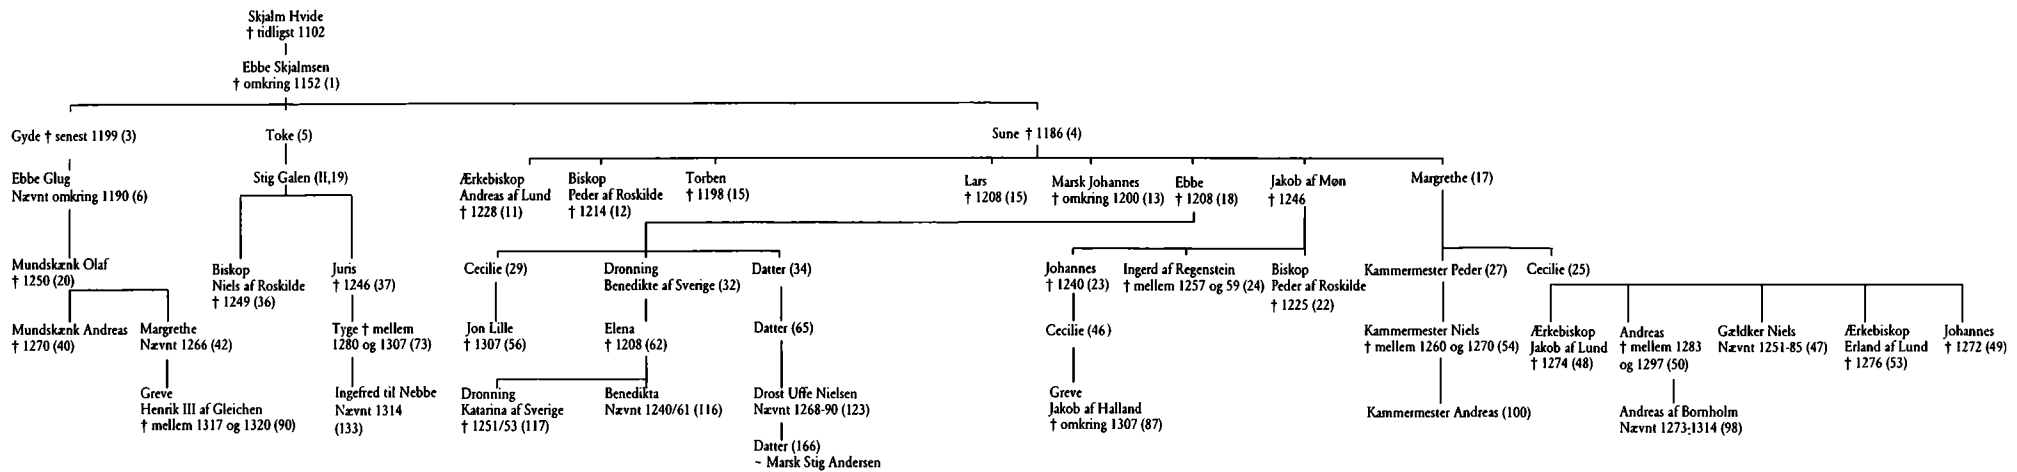 Skjalm Hvide
† tidligst 1102
Ebbe Skjalmsen
† omkring 1152 (1)
Gyde † senest 1199 (3)
Toke (5)
Sune † 1186 (4)
Ebbe Glug
Nævnt omkring 1190 (6)
Stig Galen (II,19)
Ærkebiskop
Andreas af Lund
† 1228 (11)
Biskop
Peder af Roskilde
† 1214 (12)
Torben
† 1198 (15)
Lars
† 1208 (15)
Marsk Johannes
† omkring 1200 (13)
Ebbe
† 1208 (18)
Jakob af Møn
† 1246
Margrethe (17)
Mundskænk Olaf
† 1250 (20)
Biskop
Niels af Roskilde
† 1249 (36)
Juris
† 1246 (37)
Cecilie (29)
Dronning
Benedikte af Sverige (32)
Datter (34)
Johannes
† 1240 (23)
Ingerd af Regenstein
† mellem 1257 og 59 (24)
Biskop
Peder af Roskilde
† 1225 (22)
Kammermester Peder (27)
Cecilie (25)
Mundskænk Andreas
† 1270 (40)
Margrethe
Nævnt 1266 (42)
Tyge † mellem
1280 og 1307 (73)
Jon Lille
† 1307 (56)
Elena
† 1208 (62)
Datter (65)
Cecilie (46)
Kammermester Niels
† mellem 1260 og 1270 (54)
Ærkebiskop
Jakob af Lund
† 1274 (48)
Andreas
† mellem 1283
og 1297 (50)
Gældker Niels
Nævnt 1251-85 (47)
Ærkebiskop
Erland af Lund
† 1276 (53)
Johannes
† 1272 (49)
Greve
Henrik III af Gleichen
† mellem 1317 og 1320 (90)
Ingefred til Nebbe
Nævnt 1314
(133)
Dronning
Katarina af Sverige
† 1251/53 (117)
Benedikta
Nævnt 1240/61 (116)
Drost Uffe Nielsen
Nævnt 1268-90 (123)
Greve
Jakob af Halland
† omkring 1307 (87)
Kammermester Andreas (100)
Andreas af Bornholm
Nævnt 1273-1314 (98)
Datter (166)
~ Marsk Stig Andersen